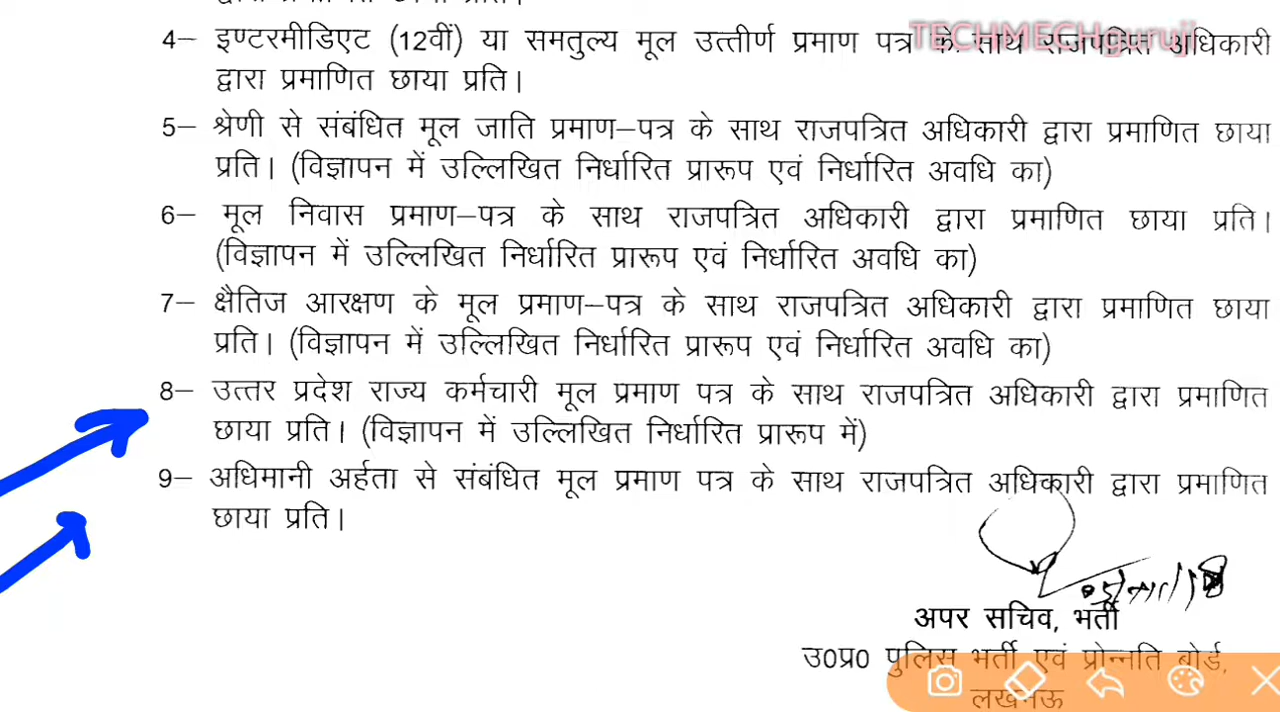 द्वारा प्रमाणित छाया प्रति।
TECHMECHguruji
4– इण्टरमीडिएट (12वीं) या समतुल्य मूल उत्तीर्ण प्रमाण पत्र के साथ राजपत्रित अधिकारी
द्वारा प्रमाणित छाया प्रति।
5– श्रेणी से संबंधित मूल जाति प्रमाण–पत्र के साथ राजपत्रित अधिकारी द्वारा प्रमाणित छाया
प्रति। (विज्ञापन में उल्लिखित निर्धारित प्रारूप एवं निर्धारित अवधि का)
6– मूल निवास प्रमाण–पत्र के साथ राजपत्रित अधिकारी द्वारा प्रमाणित छाया प्रति।
(विज्ञापन में उल्लिखित निर्धारित प्रारूप एवं निर्धारित अवधि का)
7– क्षैतिज आरक्षण के मूल प्रमाण–पत्र के साथ राजपत्रित अधिकारी द्वारा प्रमाणित छाया
प्रति। (विज्ञापन में उल्लिखित निर्धारित प्रारूप एवं निर्धारित अवधि का)
8– उत्तर प्रदेश राज्य कर्मचारी मूल प्रमाण पत्र के साथ राजपत्रित अधिकारी द्वारा प्रमाणित
छाया प्रति। (विज्ञापन में उल्लिखित निर्धारित प्रारूप में)
9– अधिमानी अर्हता से संबंधित मूल प्रमाण पत्र के साथ राजपत्रित अधिकारी द्वारा प्रमाणित
छाया प्रति।
अपर सचिव, भर्ती
उ0प्र0 पुलिस भर्ती एवं प्रोन्नति बोर्ड,
लखनऊ